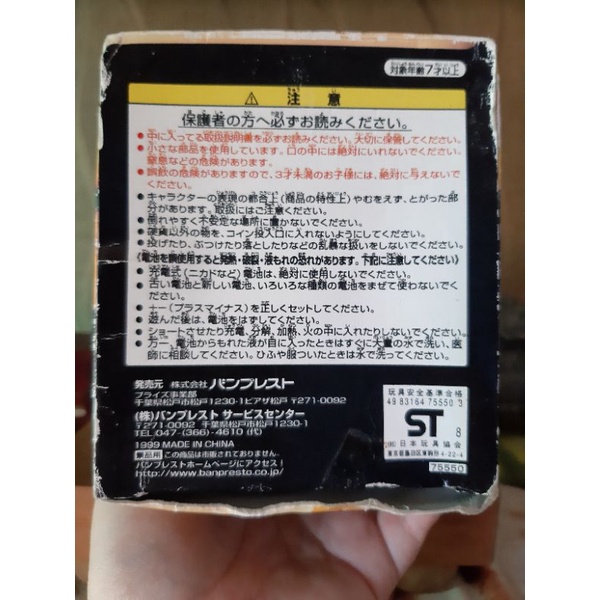 対象年齢7才以上
⚠ 注意
保護者の方へ必ずお読みください。
●中に入ってる取扱説明書を必ずお読みください。大切に保管してください。
●小さな商品を使用しています。口の中には絶対にいれないでください。
窒息などの危険があります。
●誤飲の危険がありますので、3才未満のお子様には、絶対に与えないで
ください。
●キャラクターの表現の都合上(商品の特性上)やむをえず、とがった部
分があります。取扱にはご注意ください。
●揺れやすく不安定な場所に置かないでください。
●硬貨以外の物を、コイン投入口に入れないようにしてください。
●投げたり、ぶつけたり落としたりなどの乱暴な扱いをしないでください。
《電池を誤使用すると発熱・破裂・液もれの恐れがあります。下記に注意してください》
●充電式(ニカドなど)電池は、絶対に使用しないでください。
●古い電池と新しい電池、いろいろな種類の電池をまぜて使わないでく
ださい。
●+-(プラスマイナス)を正しくセットしてください。
●遊んだ後は、電池をはずしてください。
●ショートさせたり充電、分解、加熱、火の中に入れたりしないでください。
●万一、電池からもれた液が目に入ったときはすぐに大量の水で洗い、医
師に相談してください。ひふや服についたときは水で洗ってください。
発売元 株式会社 バンプレスト
プライズ事業部
千葉県松戸市松戸1230-1ピアザ松戸 〒271-0092
(株)バンプレスト サービスセンター
〒271-0092 千葉県松戸市松戸1230-1
TEL.047-(366)-4610 (代)
1999 MADE IN CHINA
景品用 この商品は市販されておりません。
バンプレストホームページにアクセス!
→http://www.banpresto.co.jp/
玩具安全基準合格
4983164 75550 3
ST
8
日本玩具協会
4-22-4
75550